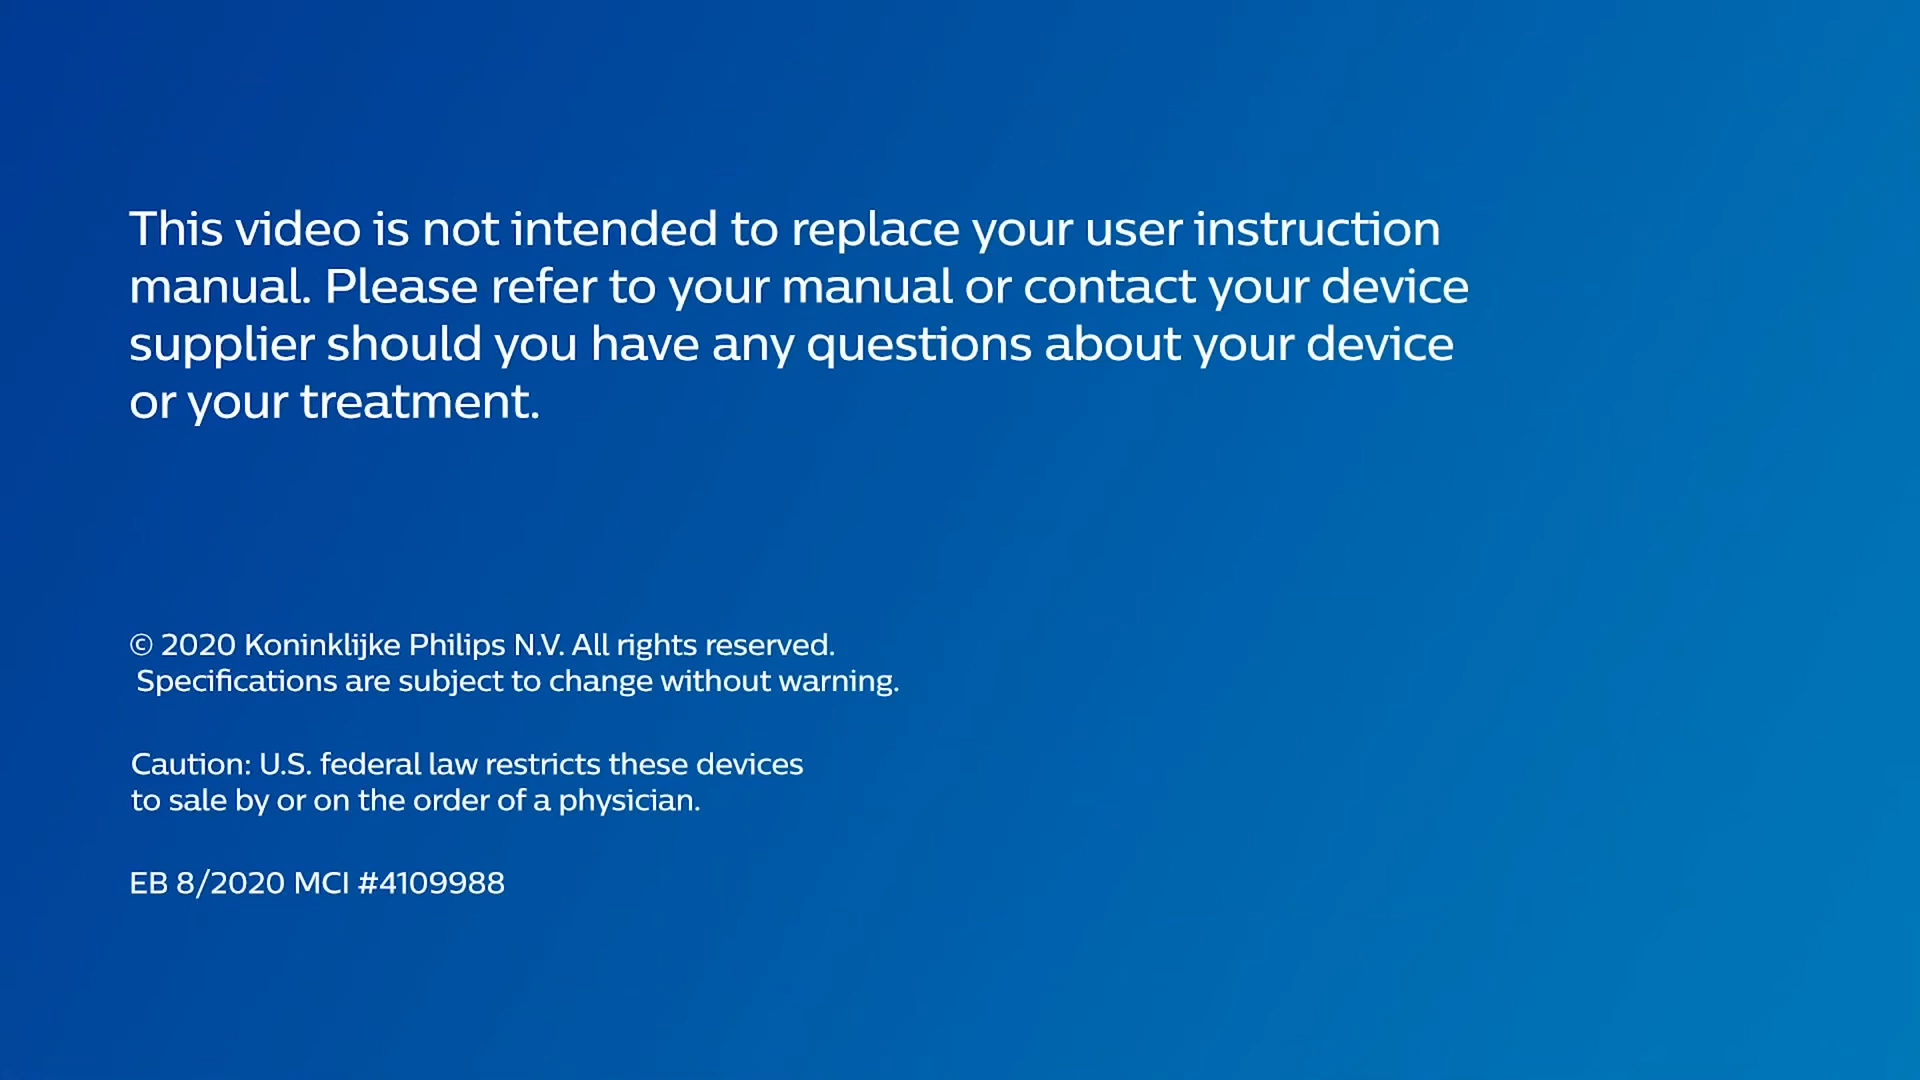 This video is not intended to replace your user instruction
manual. Please refer to your manual or contact your device
supplier should you have any questions about your device
or your treatment.
© 2020 Koninklijke Philips N.V. All rights reserved.
Specifications are subject to change without warning.
Caution: U.S. federal law restricts these devices
to sale by or on the order of a physician.
EB 8/2020 MCI #4109988